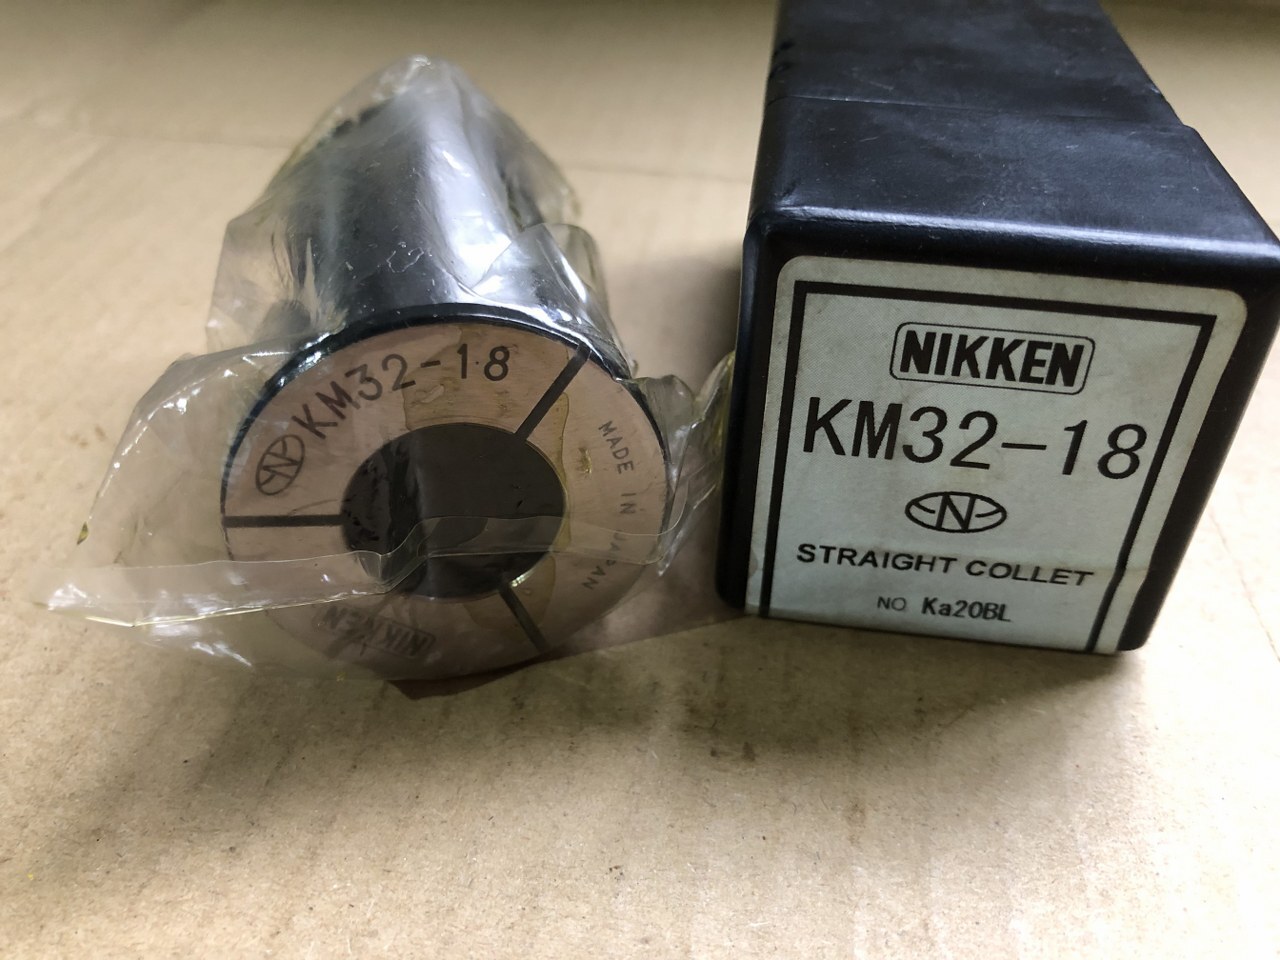 KM32-18
MADE IN JAPAN
NIKKEN
NIKKEN
KM32-18
N
STRAIGHT COLLET
NO. Ka20BL